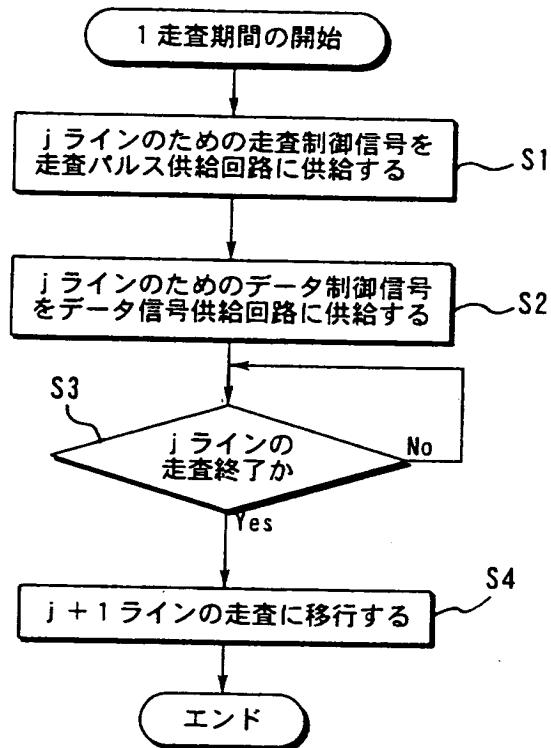 1走査期間の開始
jラインのための走査制御信号を
走査パルス供給回路に供給する
S1
jラインのためのデータ制御信号
をデータ信号供給回路に供給する
S2
S3
jラインの
走査終了か
No
Yes
j+1ラインの走査に移行する
S4
エンド